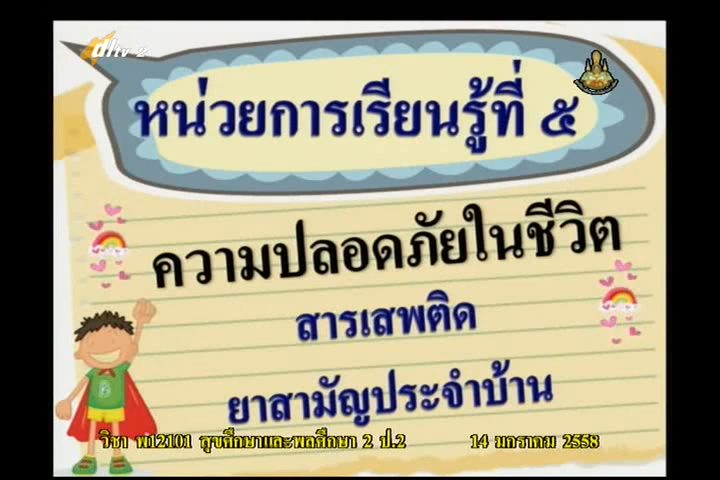 dltv 2
หน่วยการเรียนรู้ที่ ๕
ความปลอดภัยในชีวิต
สารเสพติด
ยาสามัญประจำบ้าน
วิชา พ12101 สุขศึกษาและพลศึกษา 2 ป.2 14 มกราคม 2558